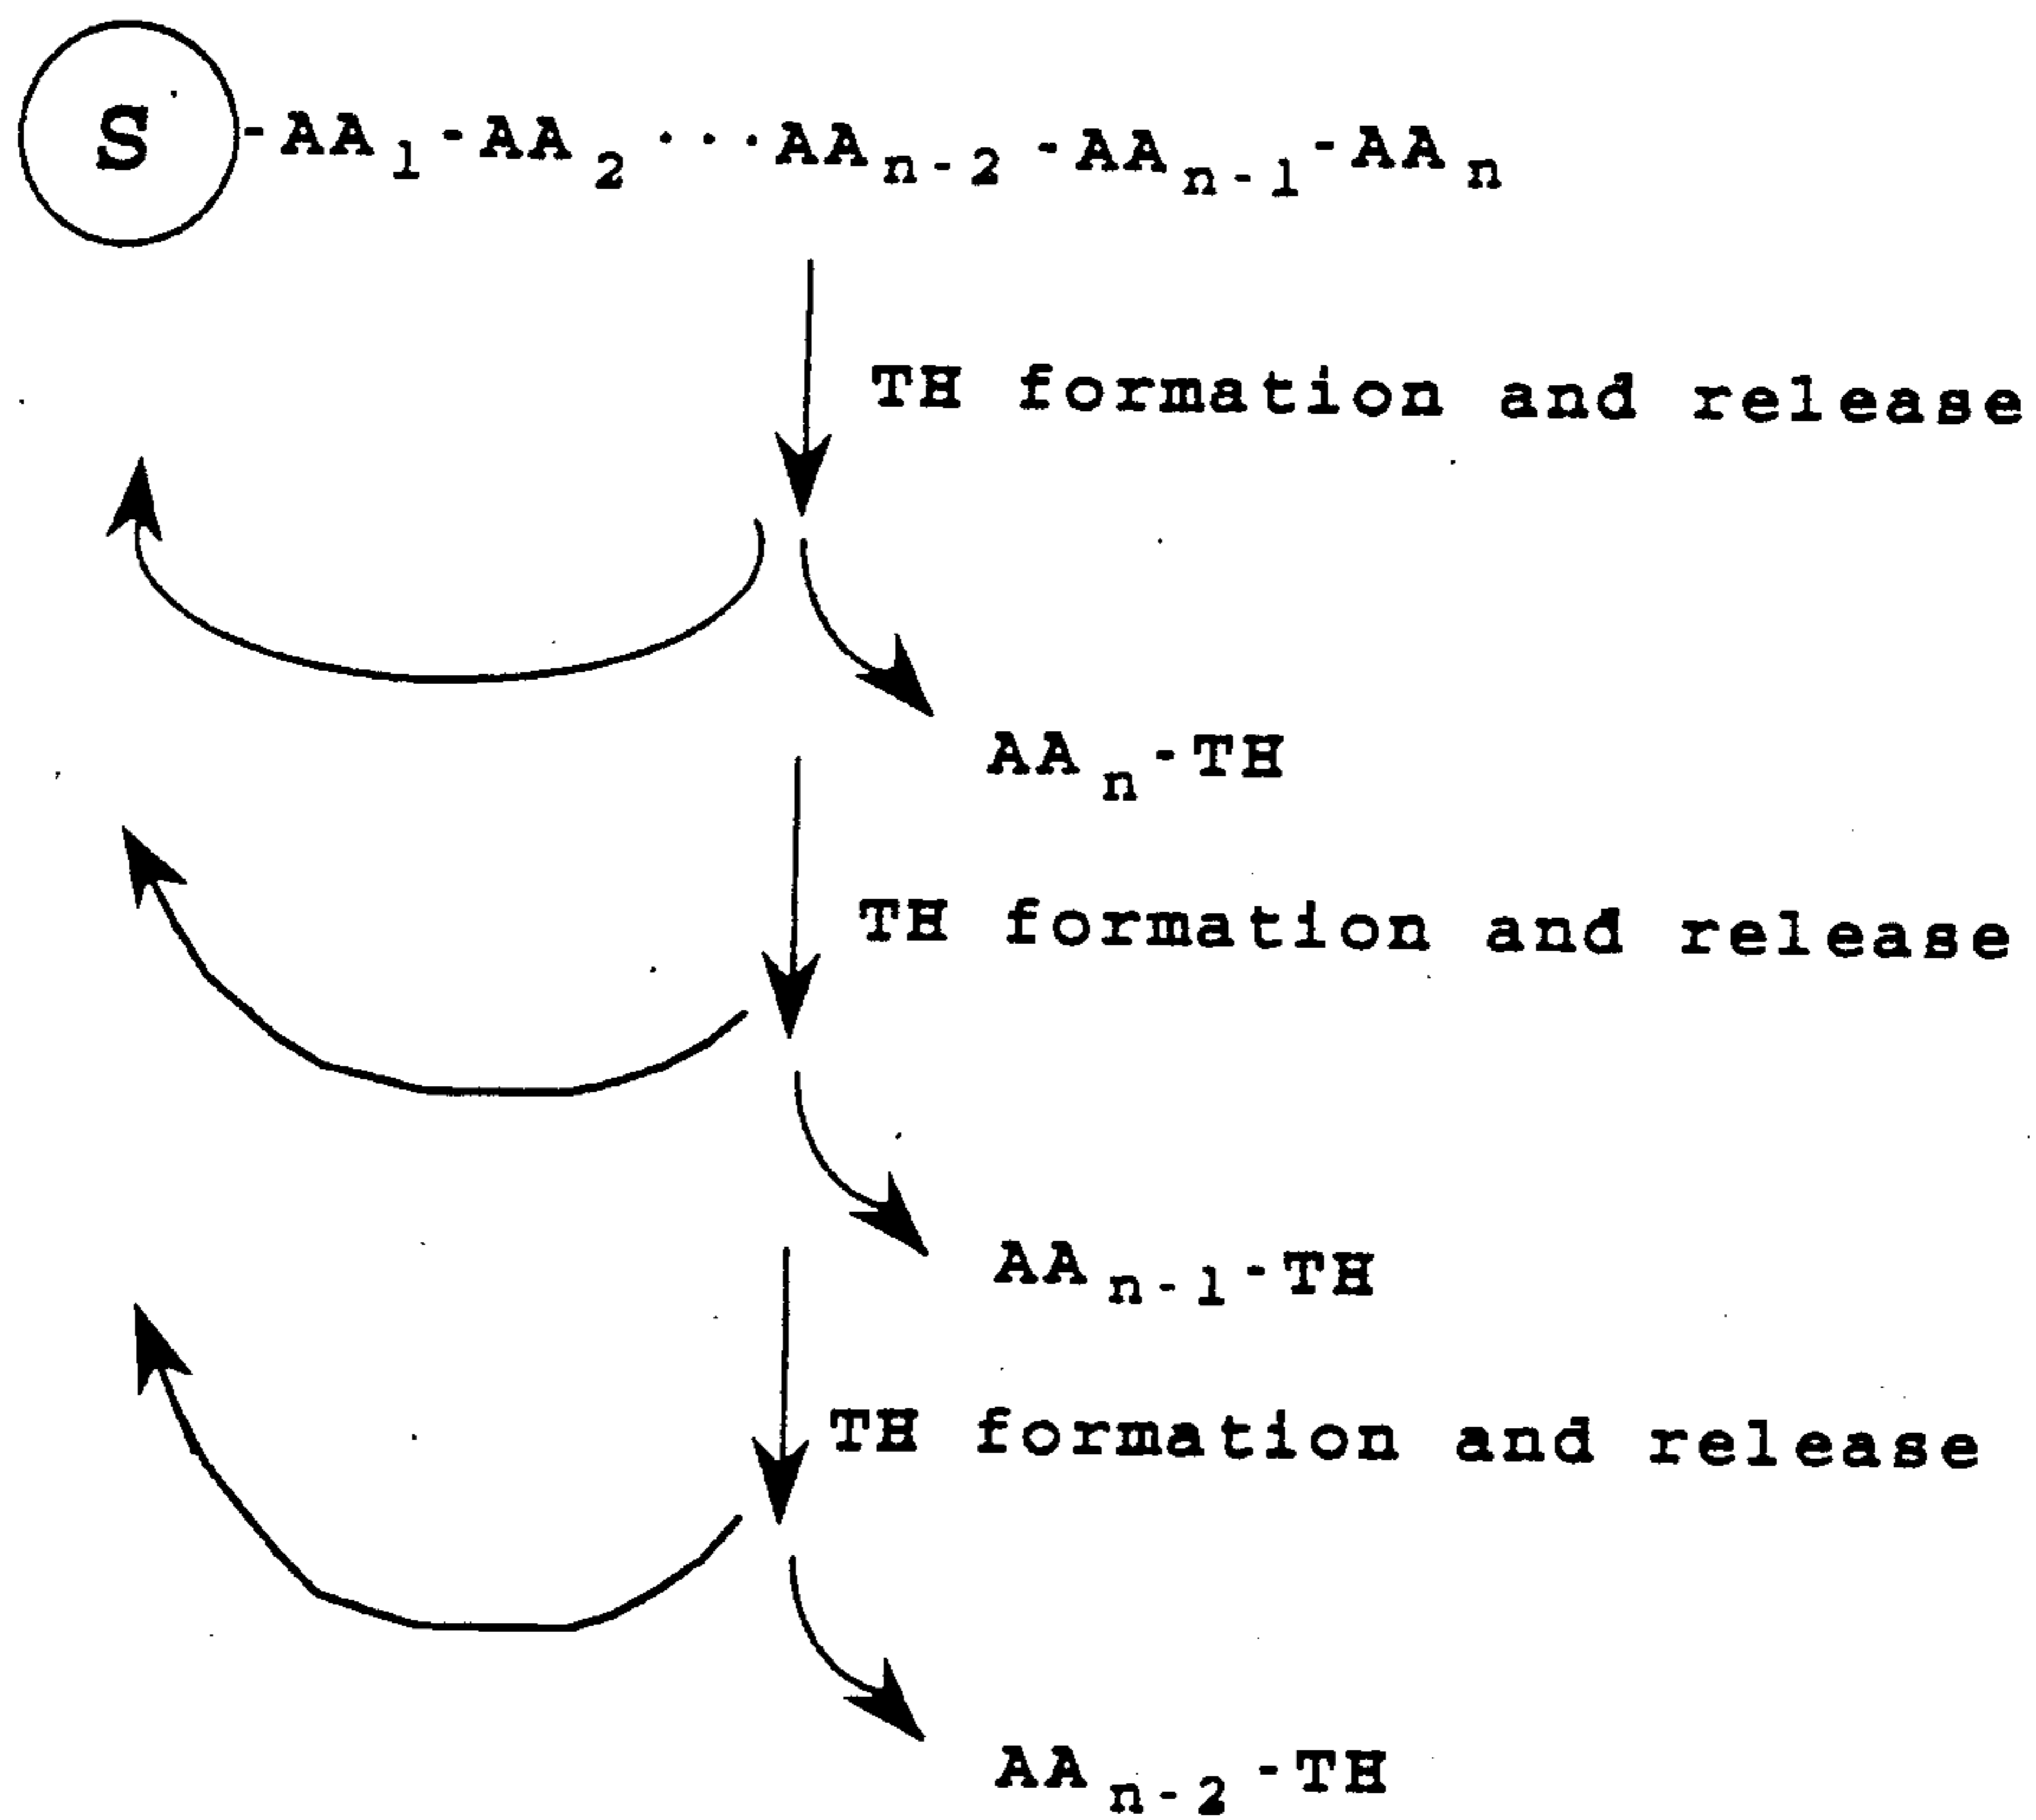 S -AA1-AA2 ···AAn-2 -AAn-1 -AAn
TH formation and release
AAn-TH
TH formation and release
AAn-1-TH
TH formation and release
AAn-2-TH